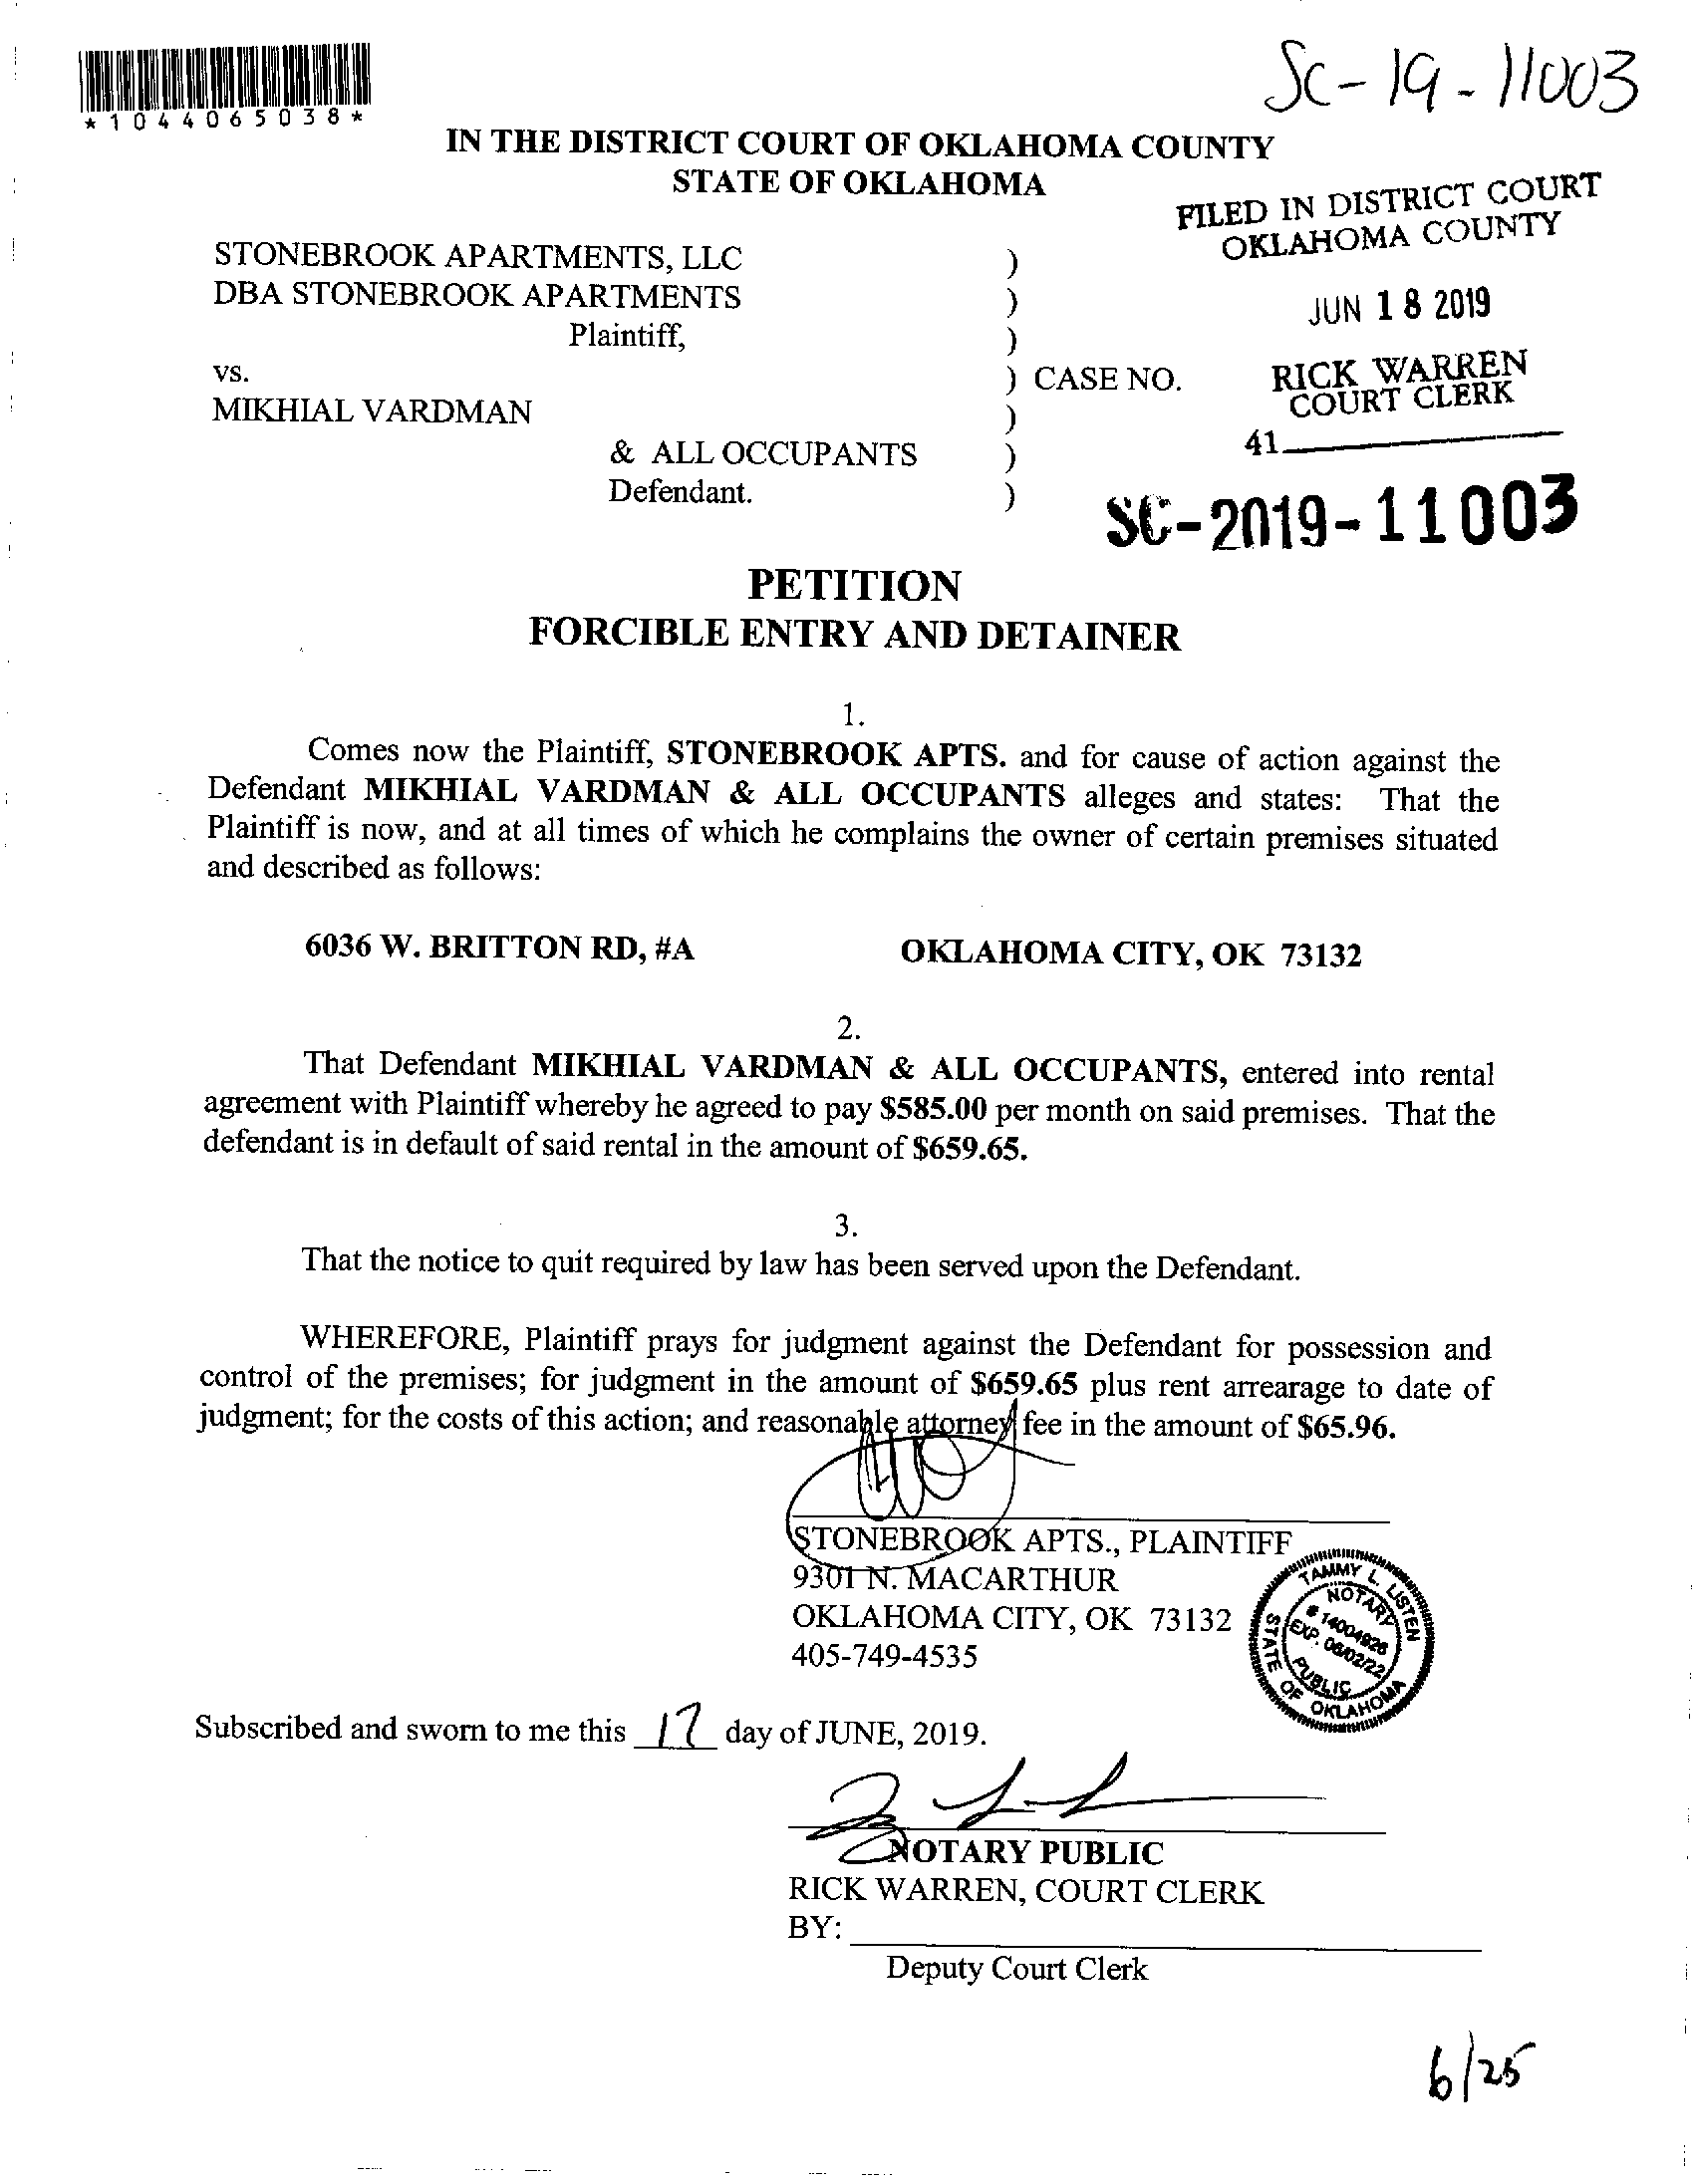 SC-19-11003
*1044065038*
IN THE DISTRICT COURT OF OKLAHOMA COUNTY
STATE OF OKLAHOMA
FILED IN DISTRICT COURT
OKLAHOMA COUNTY
STONEBROOK APARTMENTS, LLC )
DBA STONEBROOK APARTMENTS )
JUN 18 2019
Plaintiff, )
vs. ) CASE NO.
RICK WARREN
COURT CLERK
MIKHIAL VARDMAN )
41
& ALL OCCUPANTS )
Defendant. )
SC-2019-11003
PETITION
FORCIBLE ENTRY AND DETAINER
1.
Comes now the Plaintiff, STONEBROOK APTS. and for cause of action against the
Defendant MIKHIAL VARDMAN & ALL OCCUPANTS alleges and states: That the
Plaintiff is now, and at all times of which he complains the owner of certain premises situated
and described as follows:
6036 W. BRITTON RD, #A OKLAHOMA CITY, OK 73132
2.
That Defendant MIKHIAL VARDMAN & ALL OCCUPANTS, entered into rental
agreement with Plaintiff whereby he agreed to pay $585.00 per month on said premises. That the
defendant is in default of said rental in the amount of $659.65.
3.
That the notice to quit required by law has been served upon the Defendant.
WHEREFORE, Plaintiff prays for judgment against the Defendant for possession and
control of the premises; for judgment in the amount of $659.65 plus rent arrearage to date of
judgment; for the costs of this action; and reasonable attorney fee in the amount of $65.96.
STONEBROOK APTS., PLAINTIFF
9301 N. MACARTHUR
OKLAHOMA CITY, OK 73132
405-749-4535
TAMMY L. LISTEN
NOTARY
# 14004926
EXP. 06/02/22
PUBLIC
STATE OF OKLAHOMA
Subscribed and sworn to me this 17 day of JUNE, 2019.
NOTARY PUBLIC
RICK WARREN, COURT CLERK
BY:
Deputy Court Clerk
6/25